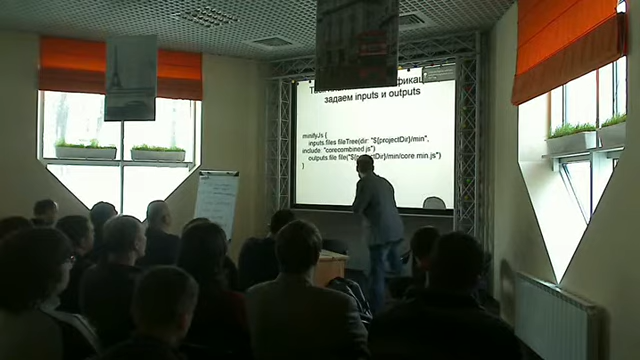 задаем inputs и outputs
minifyJs {
inputs.files fileTree(dir: "${projectDir}/min",
include: "corecombined.js")
outputs.file file("${projectDir}/min/core min.js")
}